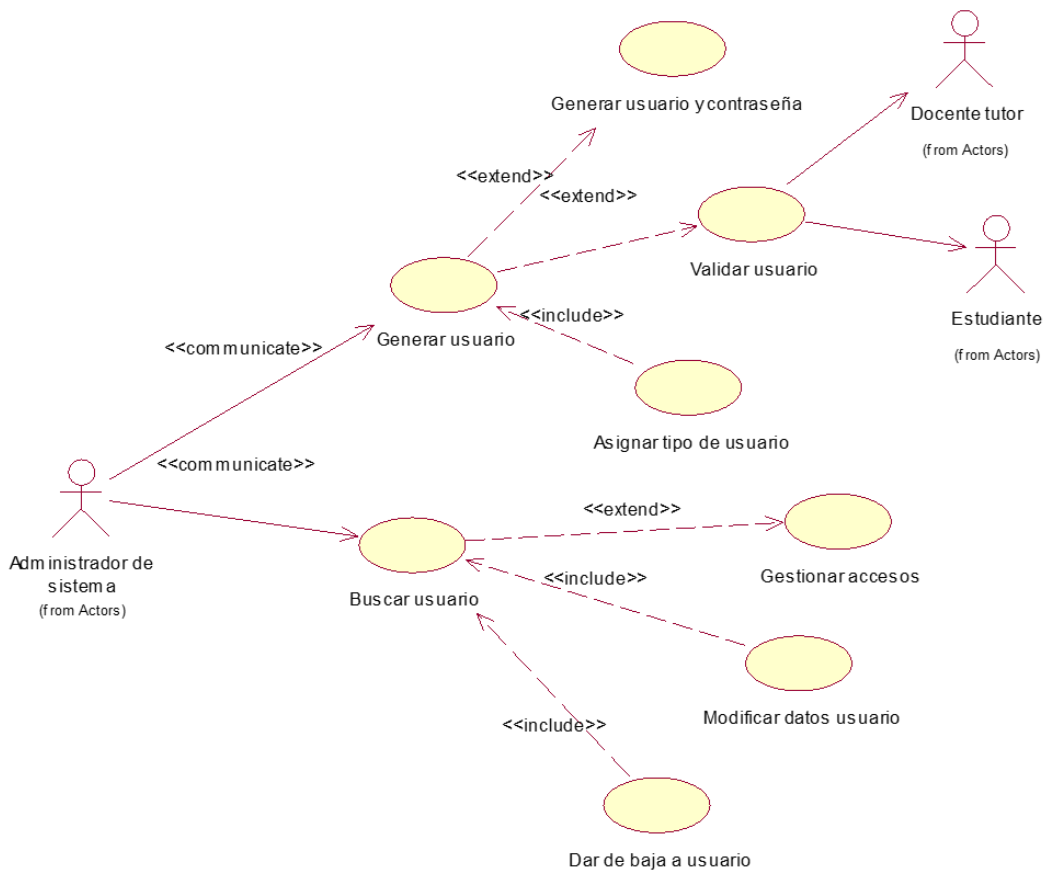 Generar usuario y contraseña
Docente tutor
(from Actors)
<<extend>>
<<extend>>
Validar usuario
Estudiante
(from Actors)
<<include>>
Generar usuario
<<communicate>>
Asignar tipo de usuario
<<communicate>>
<<extend>>
Administrador de
sistema
(from Actors)
Gestionar accesos
<<include>>
Buscar usuario
Modificar datos usuario
<<include>>
Dar de baja a usuario